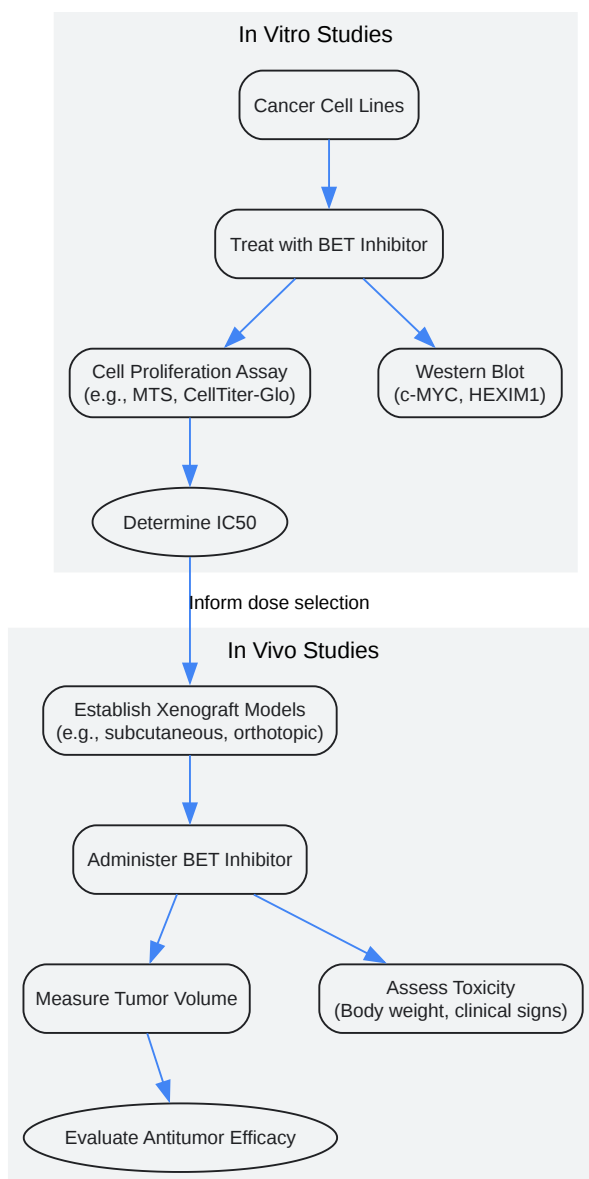 In Vitro Studies
Cancer Cell Lines
Treat with BET Inhibitor
Cell Proliferation Assay
(e.g., MTS, CellTiter-Glo)
Western Blot
(c-MYC, HEXIM1)
Determine IC50
Inform dose selection
In Vivo Studies
Establish Xenograft Models
(e.g., subcutaneous, orthotopic)
Administer BET Inhibitor
Measure Tumor Volume
Assess Toxicity
(Body weight, clinical signs)
Evaluate Antitumor Efficacy